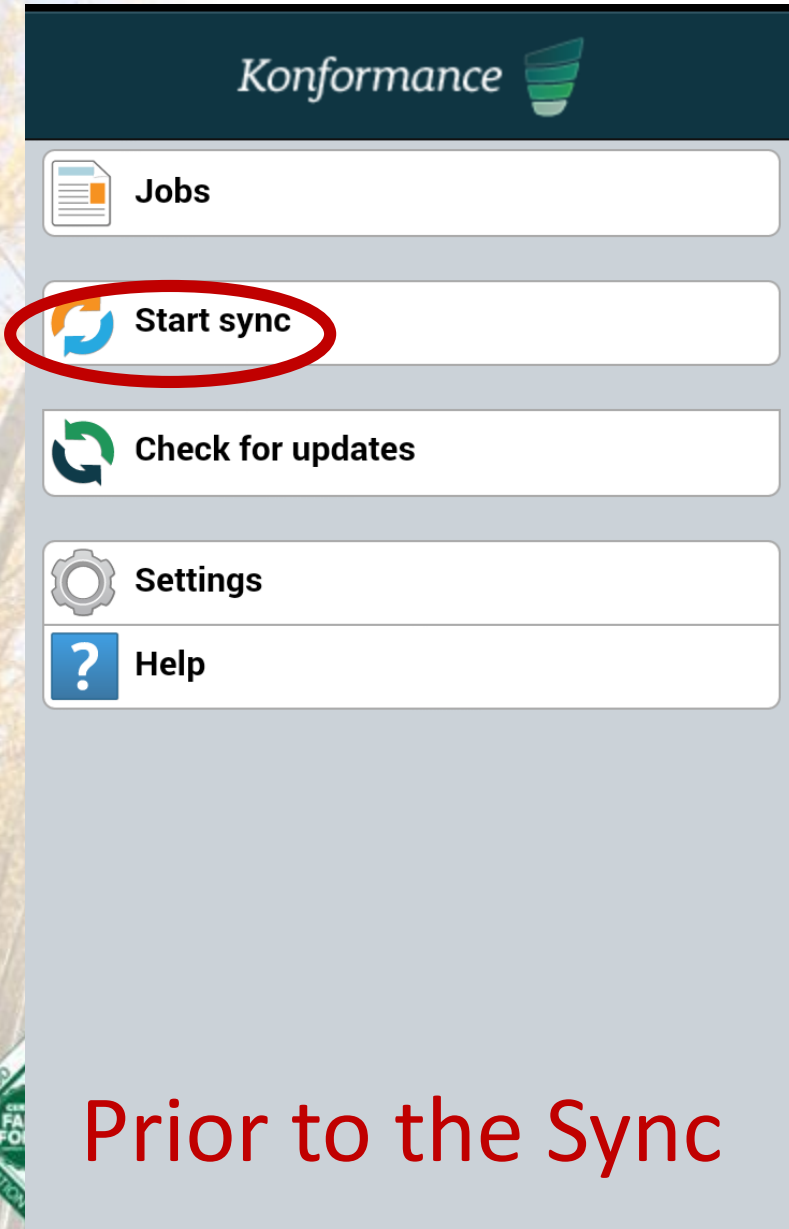 Konformance
Jobs
Start sync
Check for updates
Settings
?
Help
Prior to the Sync